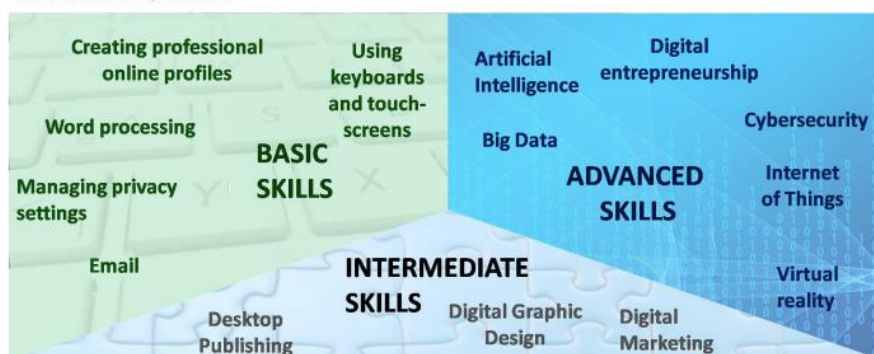 Creating professional
online profiles
Using
keyboards
and touch-
screens
Word processing
BASIC
SKILLS
Managing privacy
settings
Email
Artificial
Intelligence
Digital
entrepreneurship
Big Data
Cybersecurity
ADVANCED
SKILLS
Internet
of Things
Virtual
reality
INTERMEDIATE
SKILLS
Desktop
Publishing
Digital Graphic
Design
Digital
Marketing